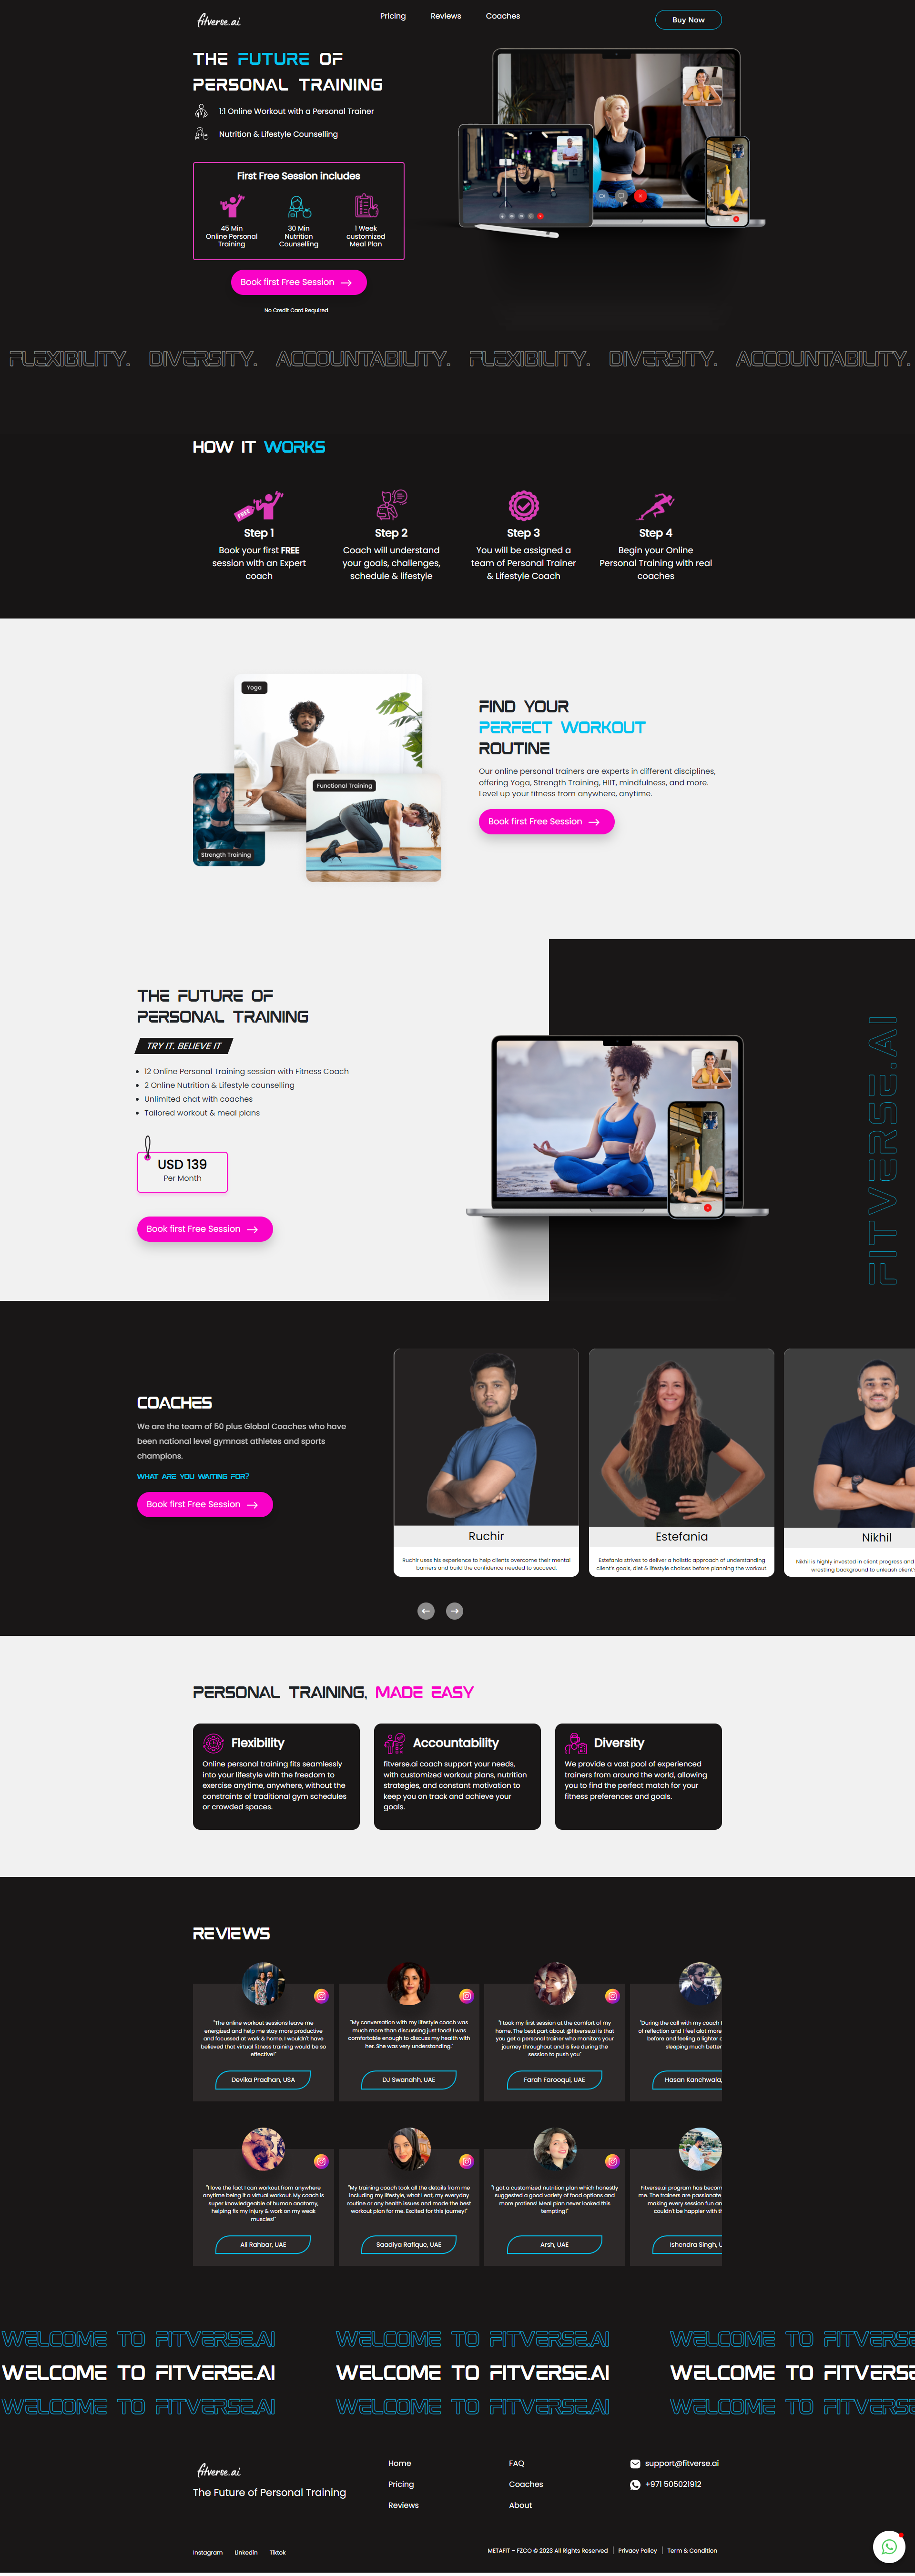 fitverse.ai
Pricing
Reviews
Coaches
Buy Now
THE FUTURE OF
PERSONAL TRAINING
1:1 Online Workout with a Personal Trainer
Nutrition & Lifestyle Counselling
First Free Session includes
45 Min
Online Personal
Training
30 Min
Nutrition
Counselling
1 Week
customized
Meal Plan
Book first Free Session
No Credit Card Required
FLEXIBILITY. DIVERSITY. ACCOUNTABILITY. FLEXIBILITY. DIVERSITY. ACCOUNTABILITY.
HOW IT WORKS
FREE
Step 1
Book your first FREE
session with an Expert
coach
Step 2
Coach will understand
your goals, challenges,
schedule & lifestyle
Step 3
You will be assigned a
team of Personal Trainer
& Lifestyle Coach
Step 4
Begin your Online
Personal Training with real
coaches
Yoga
Functional Training
Strength Training
FIND YOUR
PERFECT WORKOUT
ROUTINE
Our online personal trainers are experts in different disciplines,
offering Yoga, Strength Training, HIIT, mindfulness, and more.
Level up your fitness from anywhere, anytime.
Book first Free Session
THE FUTURE OF
PERSONAL TRAINING
TRY IT. BELIEVE IT
12 Online Personal Training session with Fitness Coach
2 Online Nutrition & Lifestyle counselling
Unlimited chat with coaches
Tailored workout & meal plans
USD 139
Per Month
Book first Free Session
FITVERSE.AI
COACHES
We are the team of 50 plus Global Coaches who have
been national level gymnast athletes and sports
champions.
WHAT ARE YOU WAITING FOR?
Book first Free Session
Ruchir
Ruchir uses his experience to help clients overcome their mental
barriers and build the confidence needed to succeed.
Estefania
Estefania strives to deliver a holistic approach of understanding
client's goals, diet & lifestyle choices before planning the workout.
Nikhil
Nikhil is highly invested in client progress and
wrestling background to unleash client'
PERSONAL TRAINING, MADE EASY
Flexibility
Online personal training fits seamlessly
into your lifestyle with the freedom to
exercise anytime, anywhere, without the
constraints of traditional gym schedules
or crowded spaces.
Accountability
fitverse.ai coach support your needs,
with customized workout plans, nutrition
strategies, and constant motivation to
keep you on track and achieve your
goals.
Diversity
We provide a vast pool of experienced
trainers from around the world, allowing
you to find the perfect match for your
fitness preferences and goals.
REVIEWS
"The online workout sessions leave me
energized and help me stay more productive
and focussed at work & home. I wouldn't have
believed that virtual fitness training would be so
effective!"
Devika Pradhan, USA
"My conversation with my lifestyle coach was
much more than discussing just food! I was
comfortable enough to discuss my health with
her. She was very understanding."
DJ Swanahh, UAE
"I took my first session at the comfort of my
home. The best part about @fitverse.ai is that
you get a personal trainer who monitors your
journey throughout and is live during the
session to push you"
Farah Farooqui, UAE
"During the call with my coach
of reflection and I feel alot more
before and feeling a lighter
sleeping much better
Hasan Kanchwala,
"I love the fact I can workout from anywhere
anytime being it a virtual workout. My coach is
super knowledgeable of human anatomy,
helping fix my injury & work on my weak
muscles!"
Ali Rahbar, UAE
"My training coach took all the details from me
including my lifestyle, what I eat, my everyday
routine or any health issues and made the best
workout plan for me. Excited for this journey!"
Saadiya Rafique, UAE
"I got a customized nutrition plan which honestly
suggested a good variety of food options and
more protiens! Meal plan never looked this
tempting!"
Arsh, UAE
Fitverse.ai program has becom
me. The trainers are passionate
making every session fun an
couldn't be happier with th
Ishendra Singh, U
WELCOME TO FITVERSE.AI WELCOME TO FITVERSE.AI WELCOME TO FITVERSE
WELCOME TO FITVERSE.AI WELCOME TO FITVERSE.AI WELCOME TO FITVERSE
WELCOME TO FITVERSE.AI WELCOME TO FITVERSE.AI WELCOME TO FITVERSE
fitverse.ai
The Future of Personal Training
Home
Pricing
Reviews
FAQ
Coaches
About
support@fitverse.ai
+971 505021912
Instagram
Linkedin
Tiktok
METAFIT – FZCO © 2023 All Rights Reserved | Privacy Policy | Term & Condition